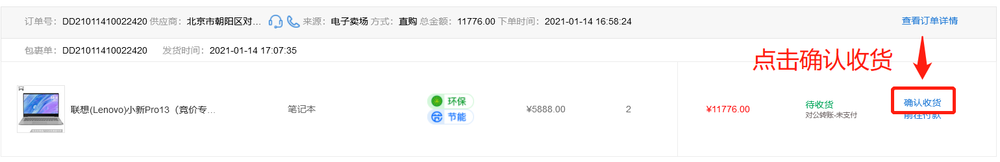 订单号：DD21011410022420 供应商：北京市朝阳区对... 来源：电子卖场 方式：直购 总金额：11776.00 下单时间：2021-01-14 16:58:24 查看订单详情
包裹单：DD21011410022420 发货时间：2021-01-14 17:07:35
点击确认收货
联想(Lenovo)小新Pro13（竞价专... 笔记本 环保 ¥5888.00 2 ¥11776.00 待收货 确认收货
节能 对公转账-未支付 前往付款